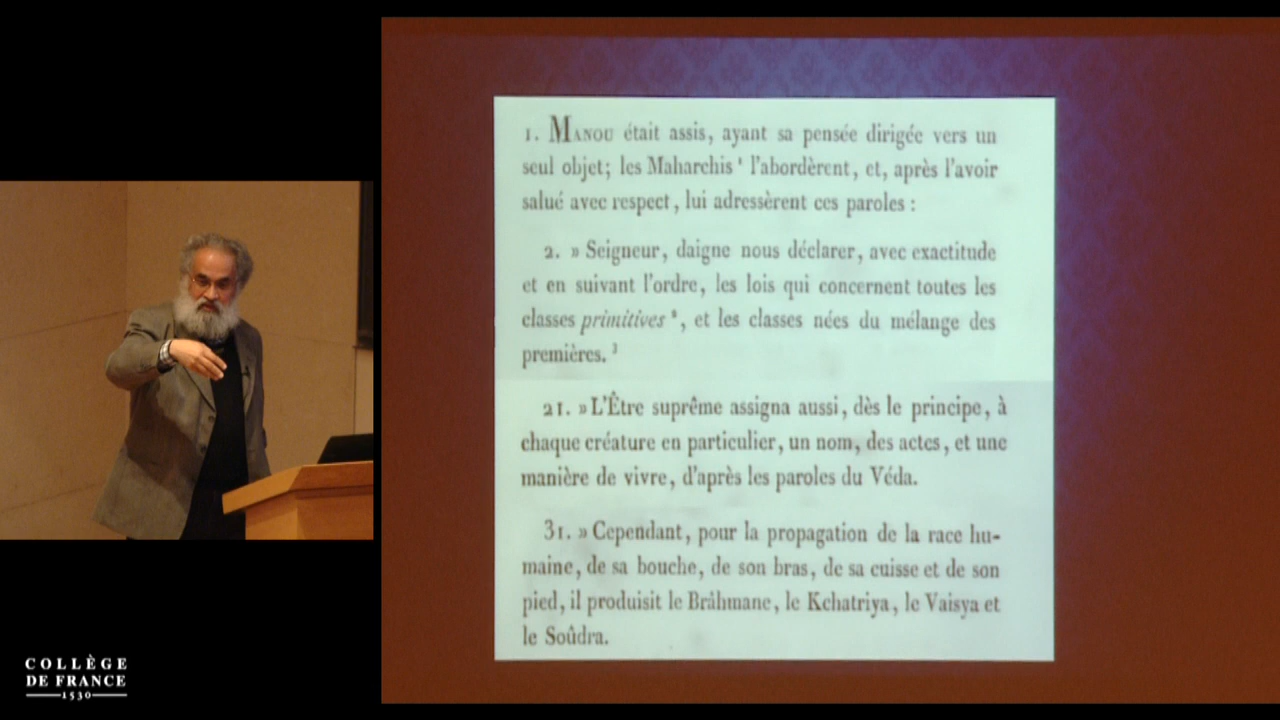 1. MANOU était assis, ayant sa pensée dirigée vers un
seul objet; les Maharchis ¹ l'abordèrent, et, après l'avoir
salué avec respect, lui adressèrent ces paroles :
2. » Seigneur, daigne nous déclarer, avec exactitude
et en suivant l'ordre, les lois qui concernent toutes les
classes primitives ², et les classes nées du mélange des
premières. ³
21. » L'Être suprême assigna aussi, dès le principe, à
chaque créature en particulier, un nom, des actes, et une
manière de vivre, d'après les paroles du Véda.
31. » Cependant, pour la propagation de la race hu-
maine, de sa bouche, de son bras, de sa cuisse et de son
pied, il produisit le Brâhmane, le Kchatriya, le Vaisya et
le Soûdra.
COLLÈGE
DE FRANCE
1530